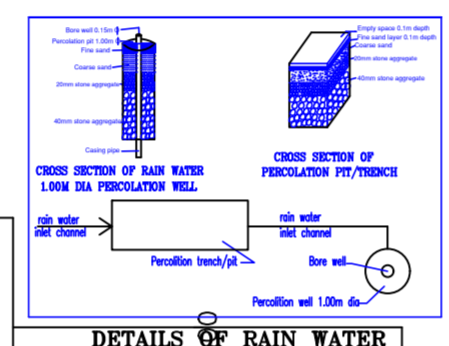 Bore well 0.15m
Percolation pit 1.00m
Fine sand
Coarse sand
20mm stone aggregate
40mm stone aggregate
Casing pipe
CROSS SECTION OF RAIN WATER
1.00M DIA PERCOLATION WELL
Empty space 0.1m depth
Fine sand layer 0.1m depth
Coarse sand
20mm stone aggregate
40mm stone aggregate
CROSS SECTION OF
PERCOLATION PIT/TRENCH
rain water
inlet channel
Percolition trench/pit
rain water
inlet channel
Bore well
Percolition well 1.00m dia
DETAILS OF RAIN WATER